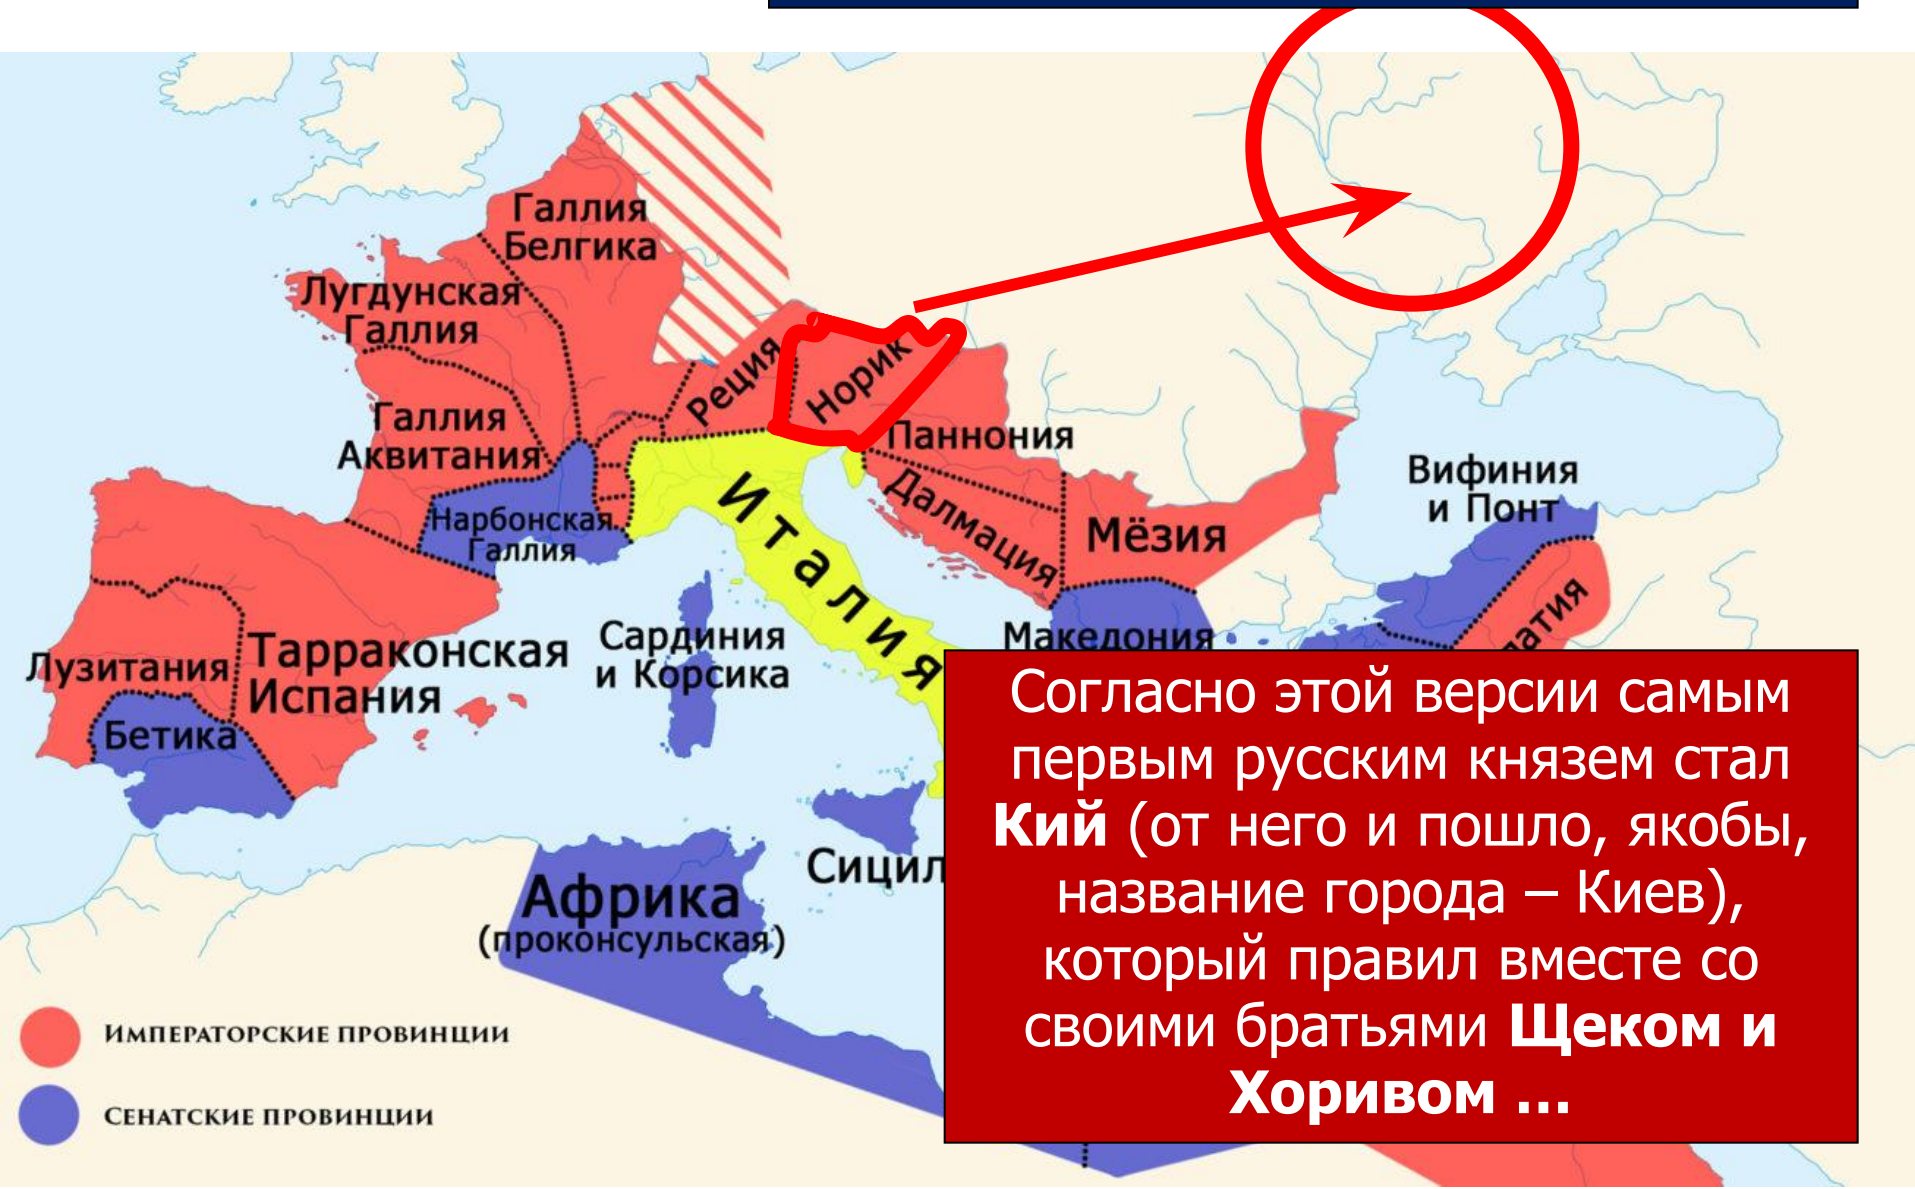 Галлия
Белгика
Лугдунская
Галлия
Реция
Норик
Галлия
Аквитания
Паннония
Вифиния
и Понт
Италия
Далмация
Нарбонская
Галлия
Мёзия
Македония
Сардиния
и Корсика
Тарраконская
Испания
Лузитания
Бетика
Согласно этой версии самым
первым русским князем стал
Кий (от него и пошло, якобы,
название города – Киев),
который правил вместе со
своими братьями Щеком и
Хоривом ...
Сицил
Африка
(проконсульская)
Императорские провинции
Сенатские провинции